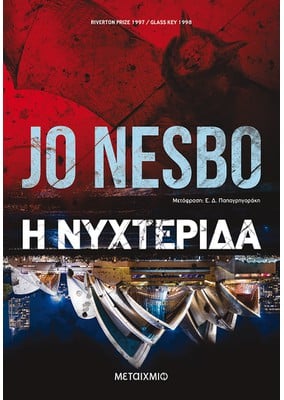 RIVERTON PRIZE 1997 / GLASS KEY 1998
JO NESBO
Μετάφραση: Ε. Δ. Παπαγρηγοράκη
Η ΝΥΧΤΕΡΙΔΑ
ΜΕΤΑΙΧΜΙΟ